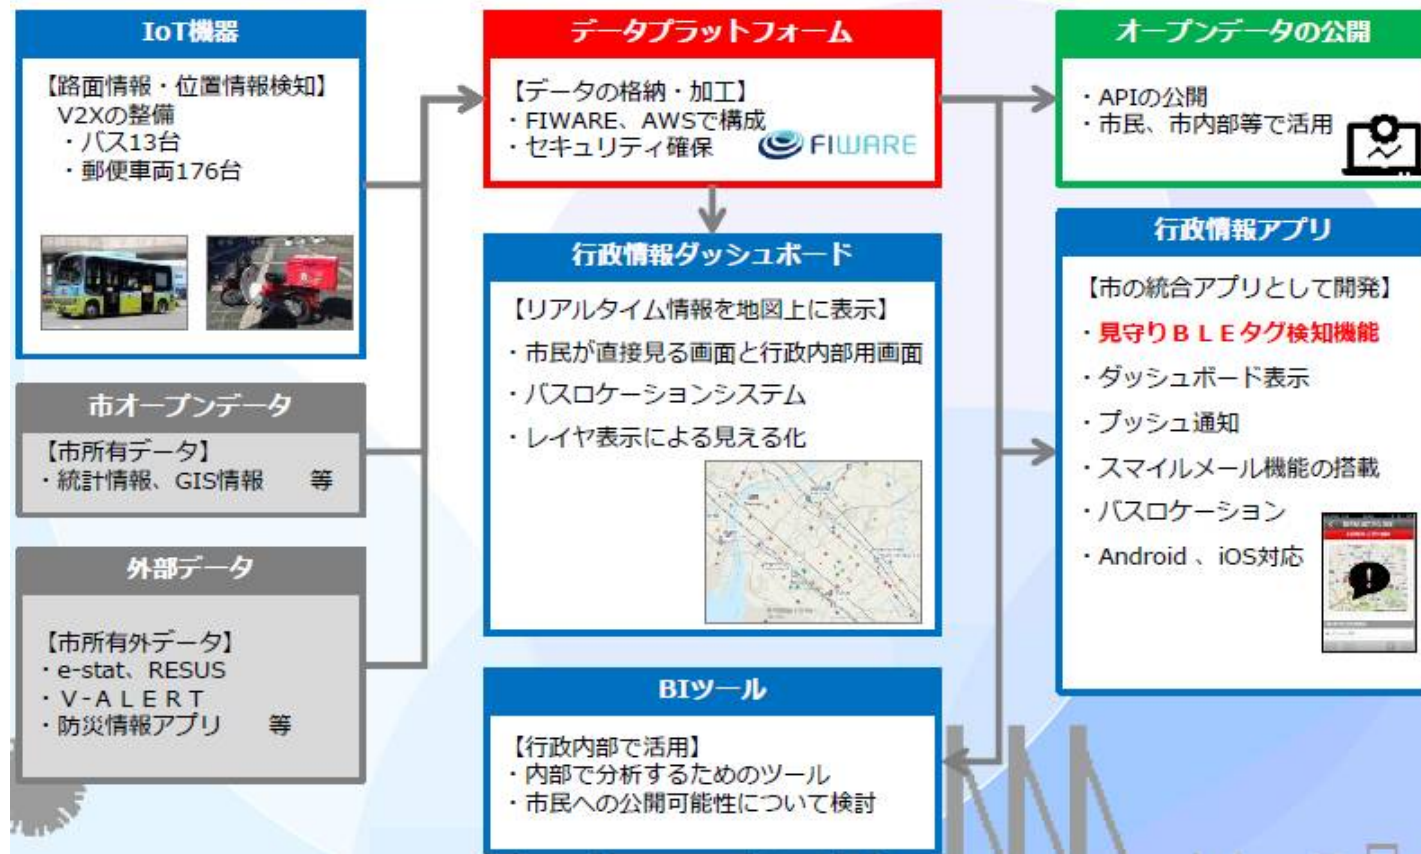 IoT機器
【路面情報・位置情報検知】
V2Xの整備
・バス13台
・郵便車両176台
市オープンデータ
【市所有データ】
・統計情報、GIS情報　　等
外部データ
【市所有外データ】
・e-stat、RESUS
・V-ALERT
・防災情報アプリ　　等
データプラットフォーム
【データの格納・加工】
・FIWARE、AWSで構成
・セキュリティ確保
FIWARE
行政情報ダッシュボード
【リアルタイム情報を地図上に表示】
・市民が直接見る画面と行政内部用画面
・バスロケーションシステム
・レイヤ表示による見える化
BIツール
【行政内部で活用】
・内部で分析するためのツール
・市民への公開可能性について検討
オープンデータの公開
・APIの公開
・市民、市内部等で活用
行政情報アプリ
【市の統合アプリとして開発】
・見守りＢＬＥタグ検知機能
・ダッシュボード表示
・プッシュ通知
・スマイルメール機能の搭載
・バスロケーション
・Android 、iOS対応